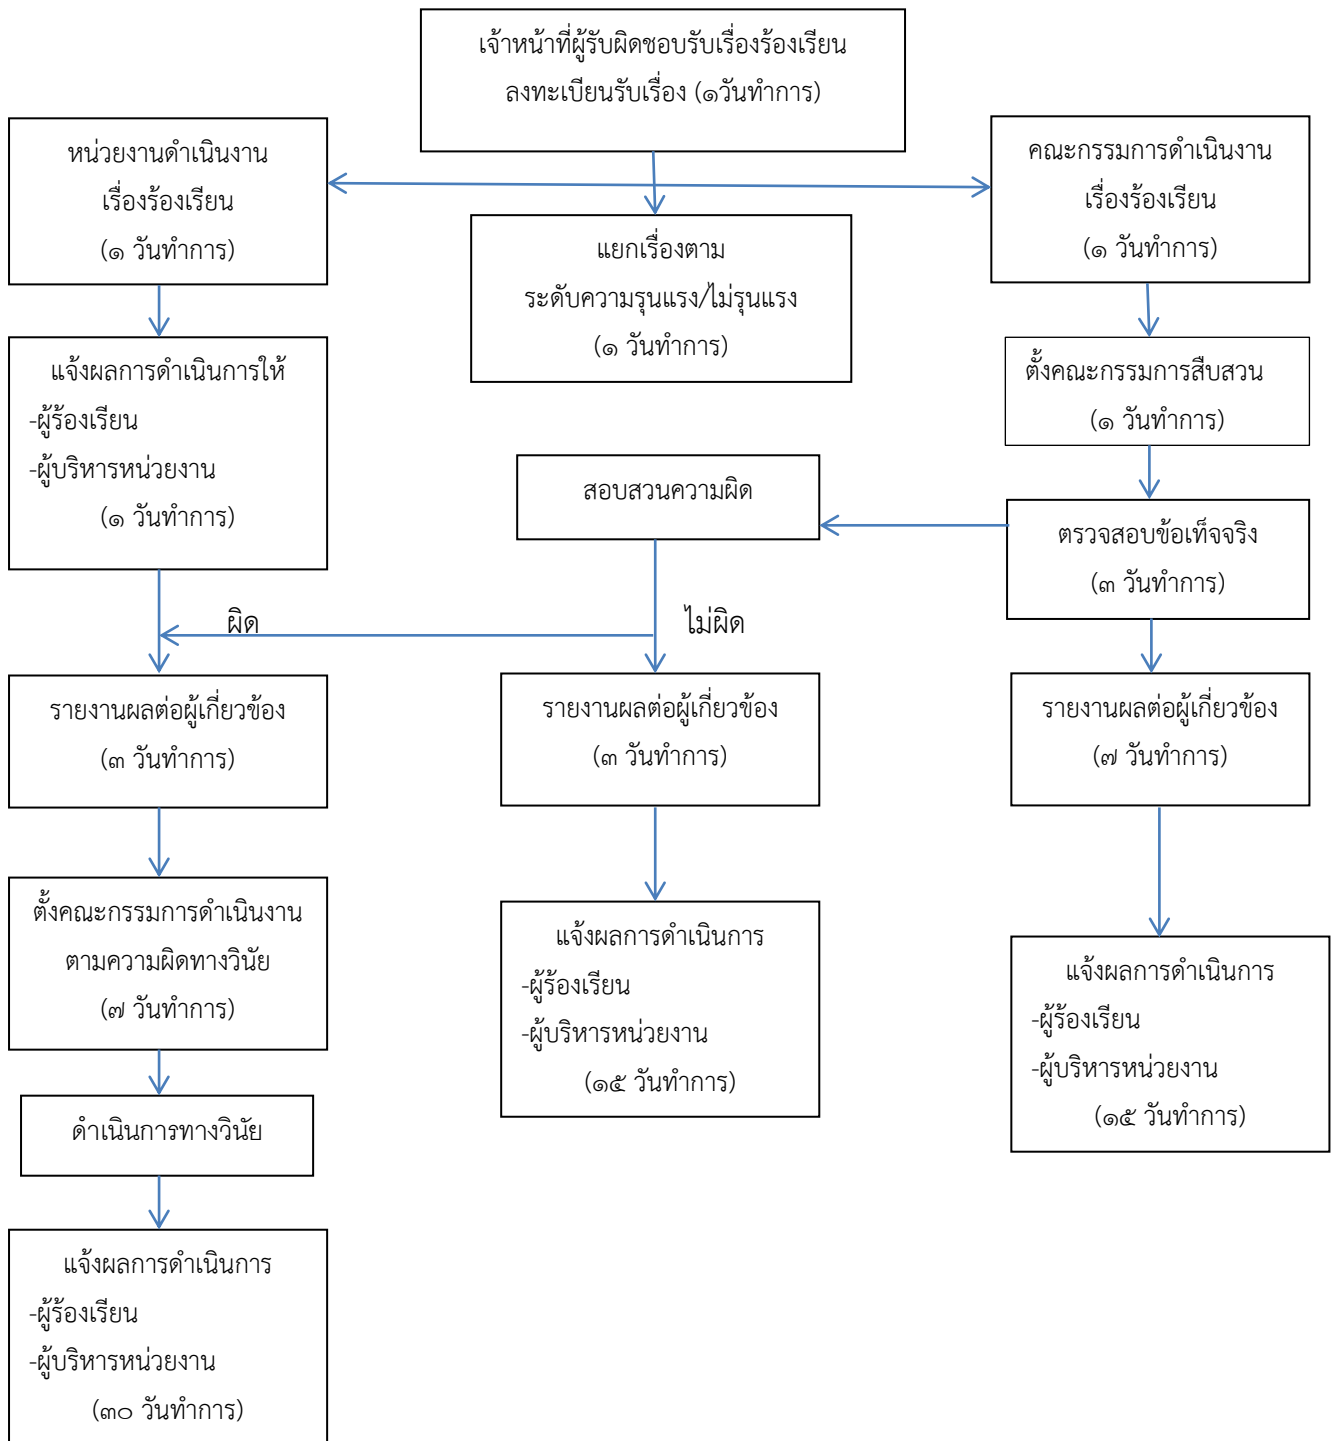 เจ้าหน้าที่ผู้รับผิดชอบรับเรื่องร้องเรียน
ลงทะเบียนรับเรื่อง (๑วันทำการ)
หน่วยงานดำเนินงาน
เรื่องร้องเรียน
(๑ วันทำการ)
คณะกรรมการดำเนินงาน
เรื่องร้องเรียน
(๑ วันทำการ)
แยกเรื่องตาม
ระดับความรุนแรง/ไม่รุนแรง
(๑ วันทำการ)
แจ้งผลการดำเนินการให้
-ผู้ร้องเรียน
-ผู้บริหารหน่วยงาน
(๑ วันทำการ)
ตั้งคณะกรรมการสืบสวน
(๑ วันทำการ)
สอบสวนความผิด
ตรวจสอบข้อเท็จจริง
(๓ วันทำการ)
ผิด
ไม่ผิด
รายงานผลต่อผู้เกี่ยวข้อง
(๓ วันทำการ)
รายงานผลต่อผู้เกี่ยวข้อง
(๓ วันทำการ)
รายงานผลต่อผู้เกี่ยวข้อง
(๗ วันทำการ)
ตั้งคณะกรรมการดำเนินงาน
ตามความผิดทางวินัย
(๗ วันทำการ)
แจ้งผลการดำเนินการ
-ผู้ร้องเรียน
-ผู้บริหารหน่วยงาน
(๑๕ วันทำการ)
แจ้งผลการดำเนินการ
-ผู้ร้องเรียน
-ผู้บริหารหน่วยงาน
(๑๕ วันทำการ)
ดำเนินการทางวินัย
แจ้งผลการดำเนินการ
-ผู้ร้องเรียน
-ผู้บริหารหน่วยงาน
(๓๐ วันทำการ)